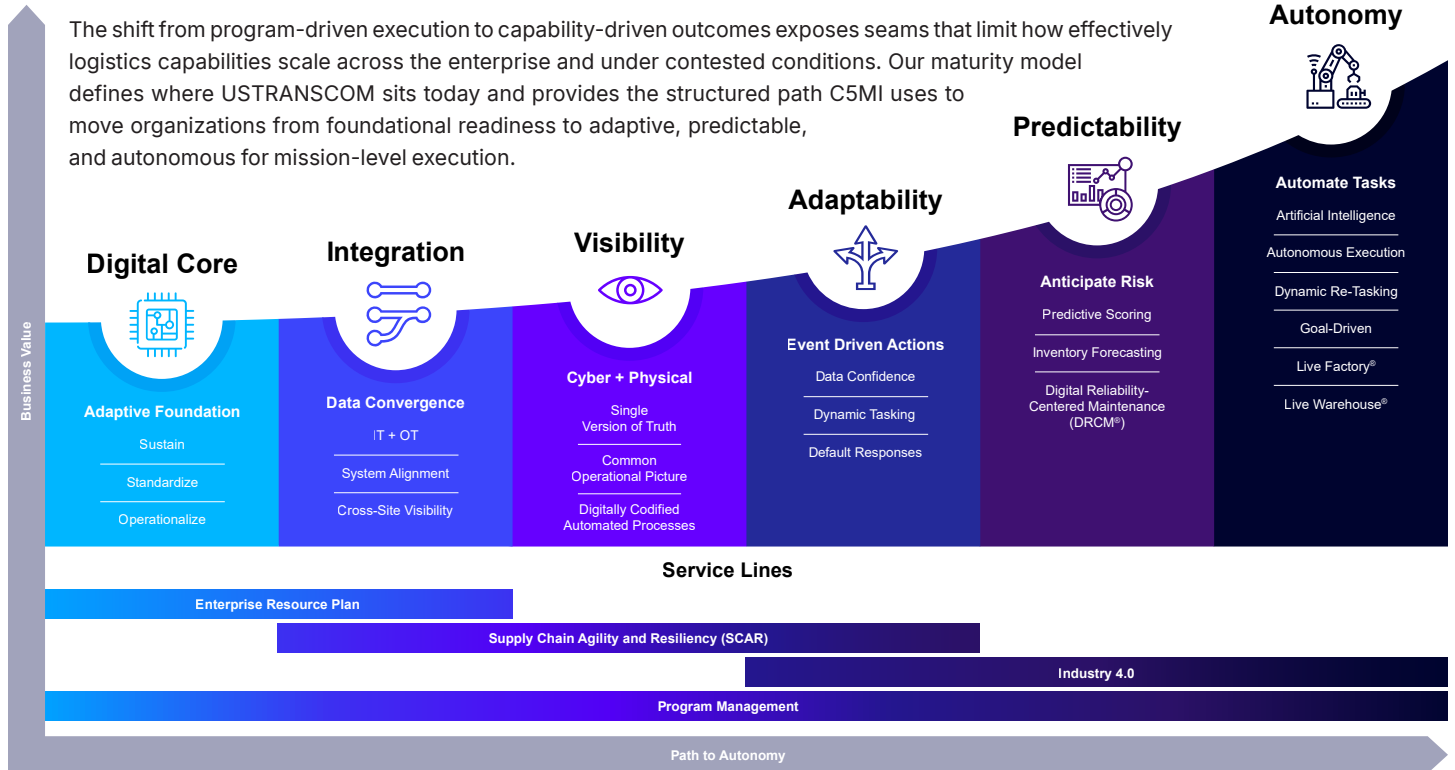 The shift from program-driven execution to capability-driven outcomes exposes seams that limit how effectively
logistics capabilities scale across the enterprise and under contested conditions. Our maturity model
defines where USTRANSCOM sits today and provides the structured path C5MI uses to
move organizations from foundational readiness to adaptive, predictable,
and autonomous for mission-level execution.
Business Value
Digital Core
Adaptive Foundation
Sustain
Standardize
Operationalize
Integration
Data Convergence
IT + OT
System Alignment
Cross-Site Visibility
Visibility
Cyber + Physical
Single
Version of Truth
Common
Operational Picture
Digitally Codified
Automated Processes
Adaptability
Event Driven Actions
Data Confidence
Dynamic Tasking
Default Responses
Predictability
Anticipate Risk
Predictive Scoring
Inventory Forecasting
Digital Reliability-
Centered Maintenance
(DRCM®)
Autonomy
Automate Tasks
Artificial Intelligence
Autonomous Execution
Dynamic Re-Tasking
Goal-Driven
Live Factory®
Live Warehouse®
Service Lines
Enterprise Resource Plan
Supply Chain Agility and Resiliency (SCAR)
Industry 4.0
Program Management
Path to Autonomy